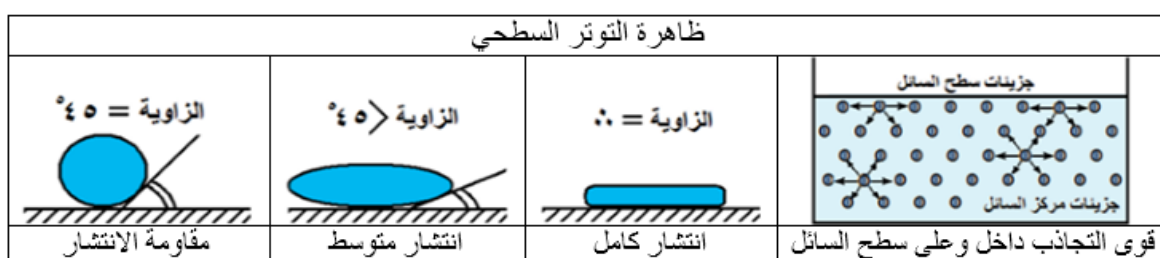 ظاهرة التوتر السطحي
جزيئات سطح السائل
جزيئات مركز السائل
قوى التجاذب داخل وعلى سطح السائل
الزاوية = ∴
انتشار كامل
الزاوية < ٤٥°
انتشار متوسط
الزاوية = ٤٥°
مقاومة الانتشار